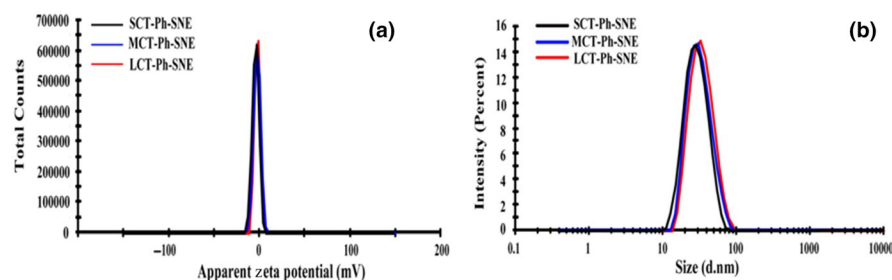 SCT-Ph-SNE
MCT-Ph-SNE
LCT-Ph-SNE
(a)
Total Counts
700000
600000
500000
400000
300000
200000
100000
0
−100
0
100
200
Apparent zeta potential (mV)
SCT-Ph-SNE
MCT-Ph-SNE
LCT-Ph-SNE
(b)
Intensity (Percent)
16
14
12
10
8
6
4
2
0
0.1
1
10
100
1000
10000
Size (d.nm)